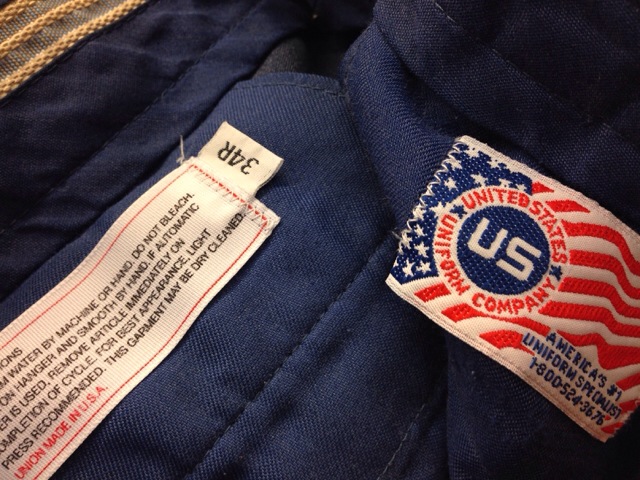 34R
IONS
M WATER BY MACHINE OR HAND. DO NOT BLEACH.
ON HANGER AND SMOOTH BY HAND. IF AUTOMATIC
ER IS USED, REMOVE ARTICLE IMMEDIATELY ON
OMPLETION OF CYCLE. FOR BEST APPEARANCE, LIGHT
PRESS RECOMMENDED. THIS GARMENT MAY BE DRY CLEANED.
UNION MADE IN U.S.A.
UNITED STATES
US
UNIFORM COMPANY
AMERICA'S #1
UNIFORM SPECIALIST
1-800-524-3676